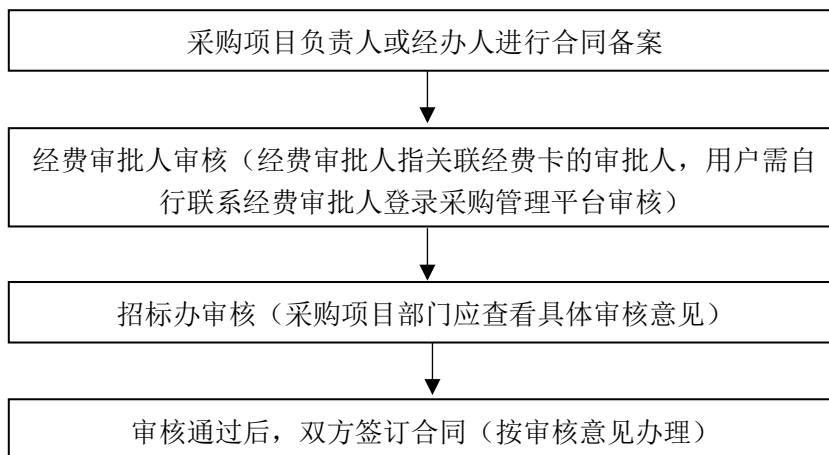 采购项目负责人或经办人进行合同备案
经费审批人审核（经费审批人指关联经费卡的审批人，用户需自
行联系经费审批人登录采购管理平台审核）
招标办审核（采购项目部门应查看具体审核意见）
审核通过后，双方签订合同（按审核意见办理）